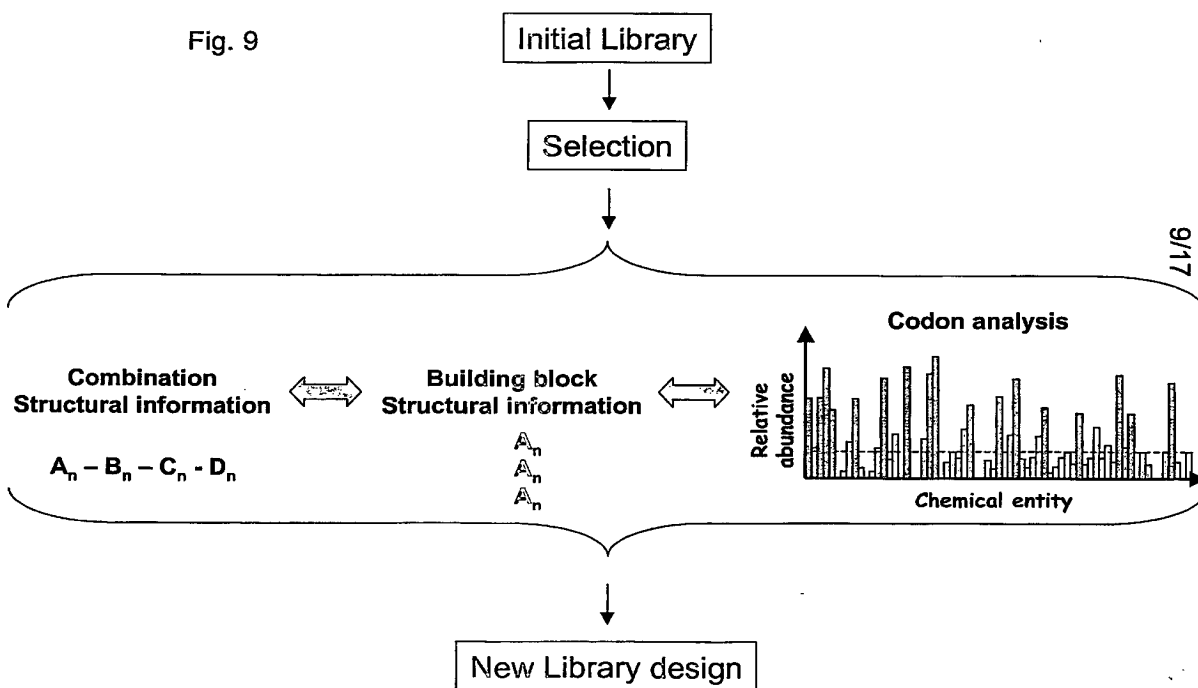 Fig. 9
Initial Library
Selection
9/17
Combination
Structural information
Aₙ – Bₙ – Cₙ - Dₙ
Building block
Structural information
Aₙ
Aₙ
Aₙ
Codon analysis
Relative
abundance
Chemical entity
New Library design